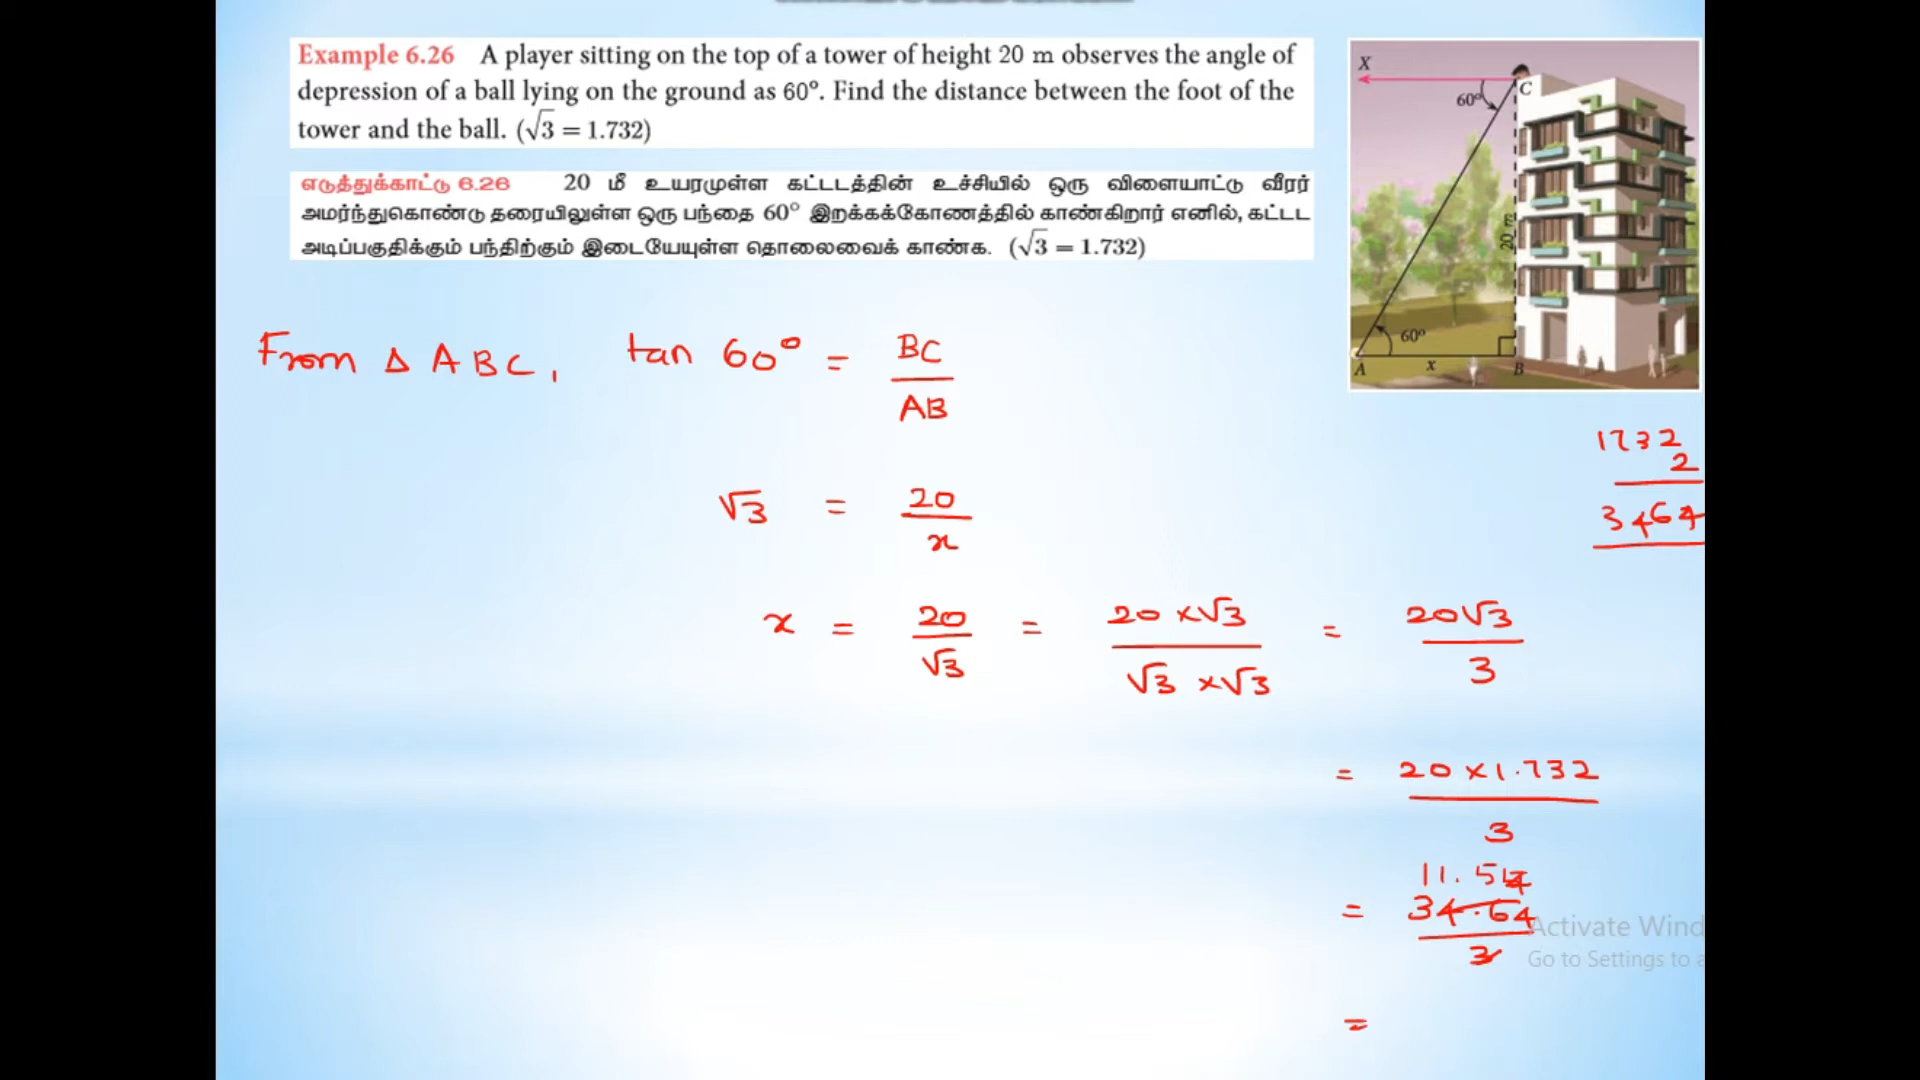 Example 6.26 A player sitting on the top of a tower of height 20 m observes the angle of
depression of a ball lying on the ground as 60°. Find the distance between the foot of the
tower and the ball. (√3 = 1.732)
எடுத்துக்காட்டு 6.26 20 மீ உயரமுள்ள கட்டடத்தின் உச்சியில் ஒரு விளையாட்டு வீரர்
அமர்ந்துகொண்டு தரையிலுள்ள ஒரு பந்தை 60° இறக்கக்கோணத்தில் காண்கிறார் எனில், கட்டட
அடிப்பகுதிக்கும் பந்திற்கும் இடையேயுள்ள தொலைவைக் காண்க. (√3 = 1.732)
X
C
60°
20 m
60°
A x B
From Δ ABC, tan 60° = BC / AB
√3 = 20 / x
x = 20 / √3 = 20 × √3 / √3 × √3 = 20√3 / 3
= 20 × 1.732 / 3
11.54
= 34.64 / 3
=
1732
2
3464
Activate Wind
Go to Settings to a